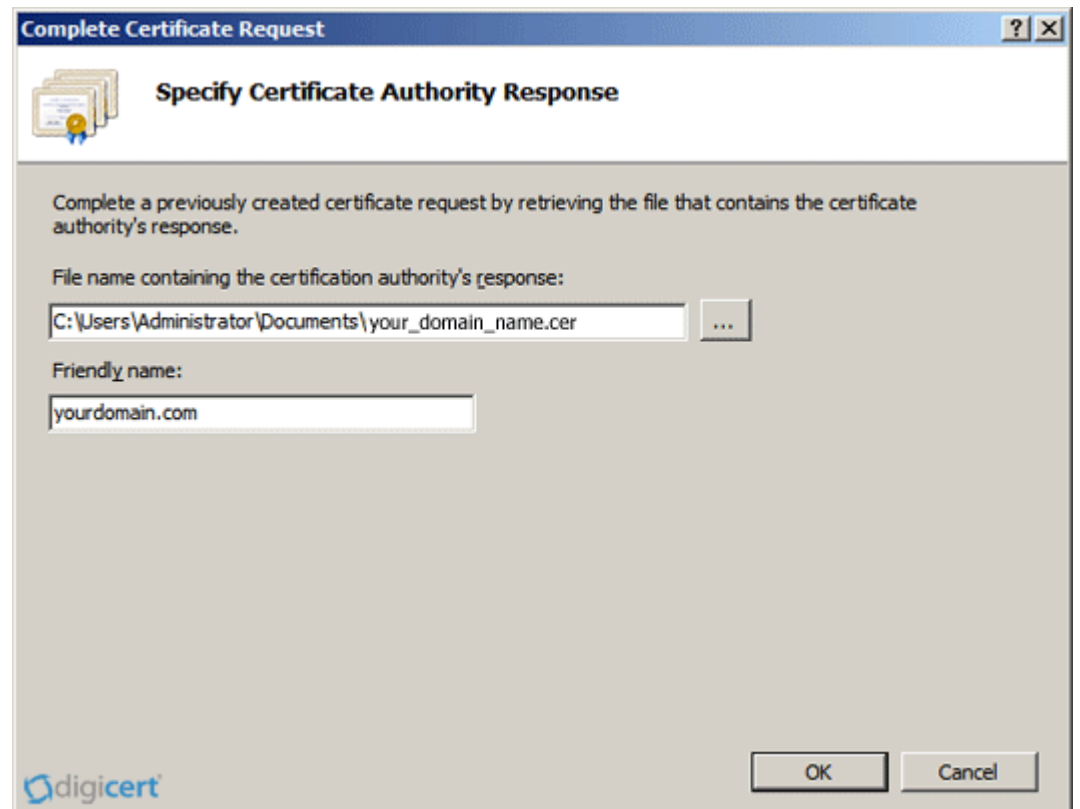 Complete Certificate Request
Specify Certificate Authority Response
Complete a previously created certificate request by retrieving the file that contains the certificate
authority's response.
File name containing the certification authority's response:
C:\Users\Administrator\Documents\your_domain_name.cer
...
Friendly name:
yourdomain.com
OK
Cancel
digicert